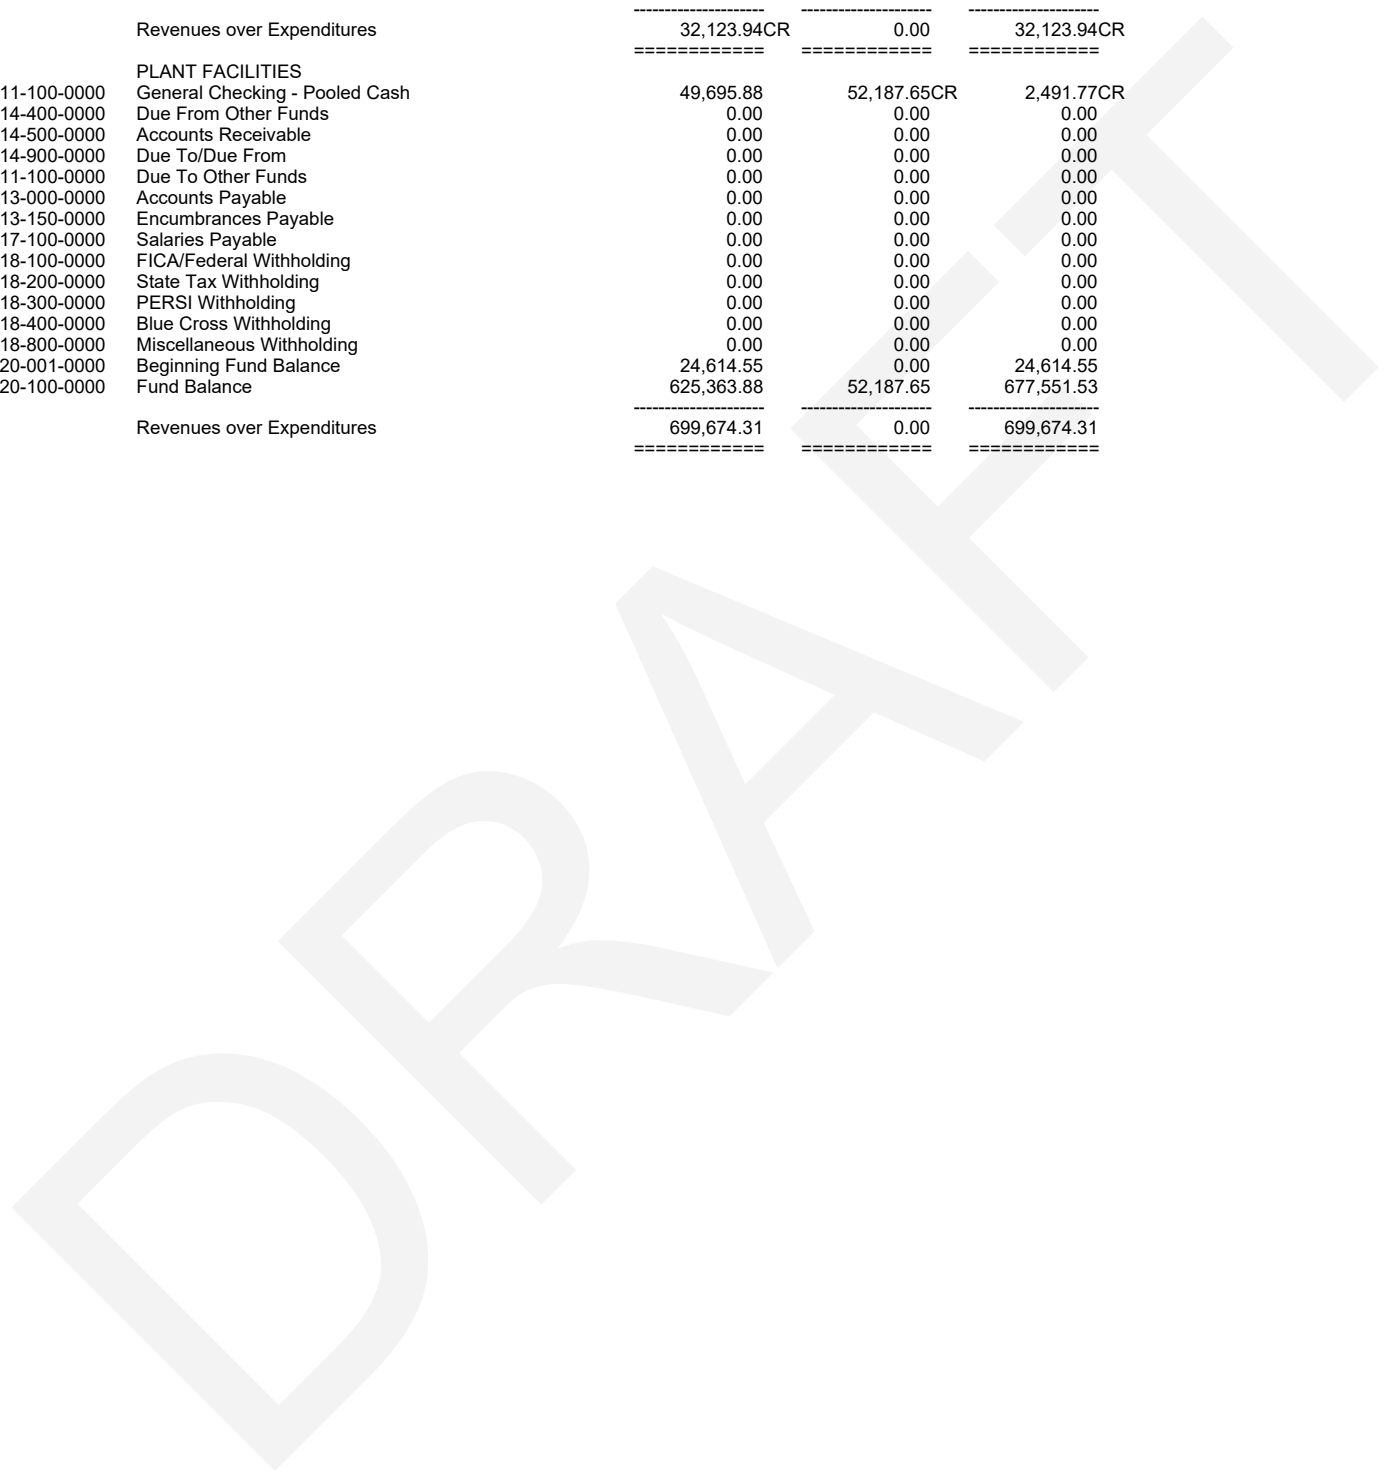 --------------------- --------------------- ---------------------
Revenues over Expenditures 32,123.94CR 0.00 32,123.94CR
============ ============ ============
PLANT FACILITIES
11-100-0000 General Checking - Pooled Cash 49,695.88 52,187.65CR 2,491.77CR
14-400-0000 Due From Other Funds 0.00 0.00 0.00
14-500-0000 Accounts Receivable 0.00 0.00 0.00
14-900-0000 Due To/Due From 0.00 0.00 0.00
11-100-0000 Due To Other Funds 0.00 0.00 0.00
13-000-0000 Accounts Payable 0.00 0.00 0.00
13-150-0000 Encumbrances Payable 0.00 0.00 0.00
17-100-0000 Salaries Payable 0.00 0.00 0.00
18-100-0000 FICA/Federal Withholding 0.00 0.00 0.00
18-200-0000 State Tax Withholding 0.00 0.00 0.00
18-300-0000 PERSI Withholding 0.00 0.00 0.00
18-400-0000 Blue Cross Withholding 0.00 0.00 0.00
18-800-0000 Miscellaneous Withholding 0.00 0.00 0.00
20-001-0000 Beginning Fund Balance 24,614.55 0.00 24,614.55
20-100-0000 Fund Balance 625,363.88 52,187.65 677,551.53
--------------------- --------------------- ---------------------
Revenues over Expenditures 699,674.31 0.00 699,674.31
============ ============ ============
DRAFT